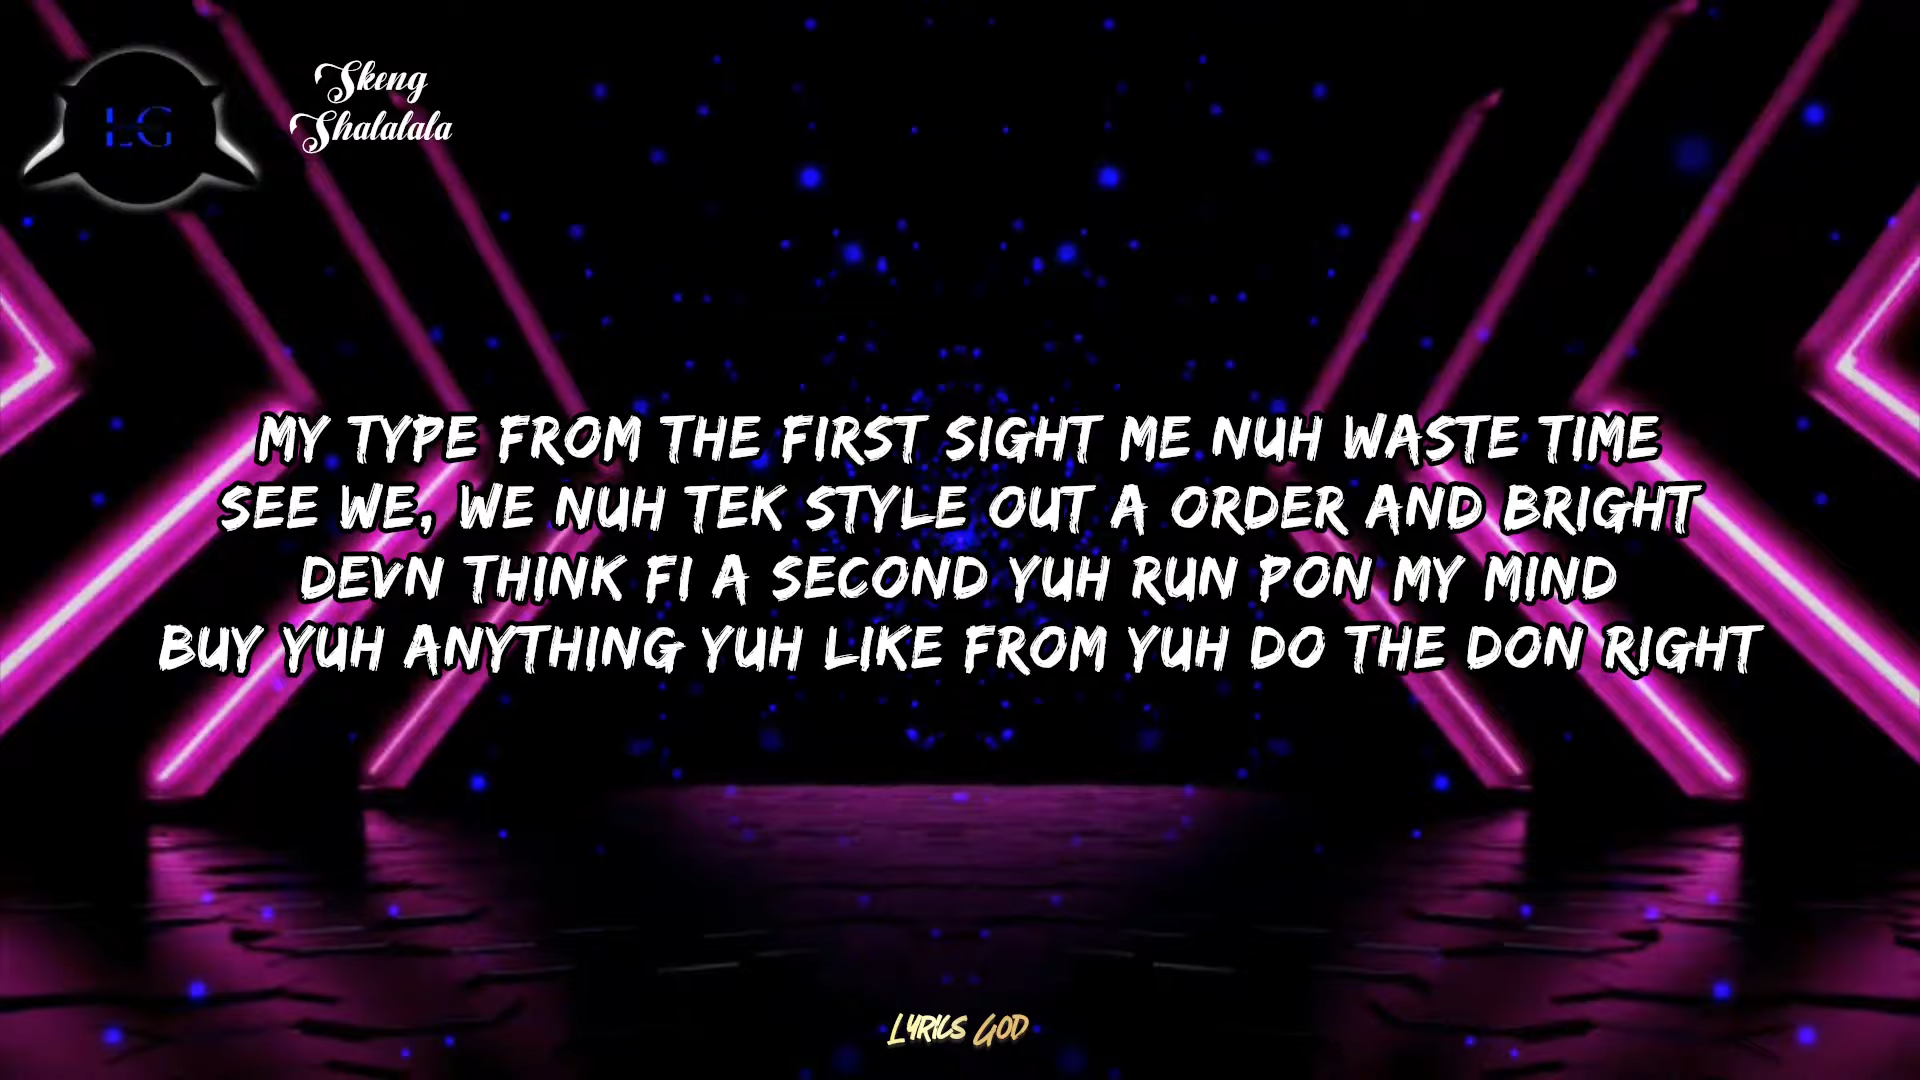 LG
Skeng
Shalalala
MY TYPE FROM THE FIRST SIGHT ME NUH WASTE TIME
SEE WE, WE NUH TEK STYLE OUT A ORDER AND BRIGHT
DEVN THINK FI A SECOND YUH RUN PON MY MIND
BUY YUH ANYTHING YUH LIKE FROM YUH DO THE DON RIGHT
LYRICS GOD